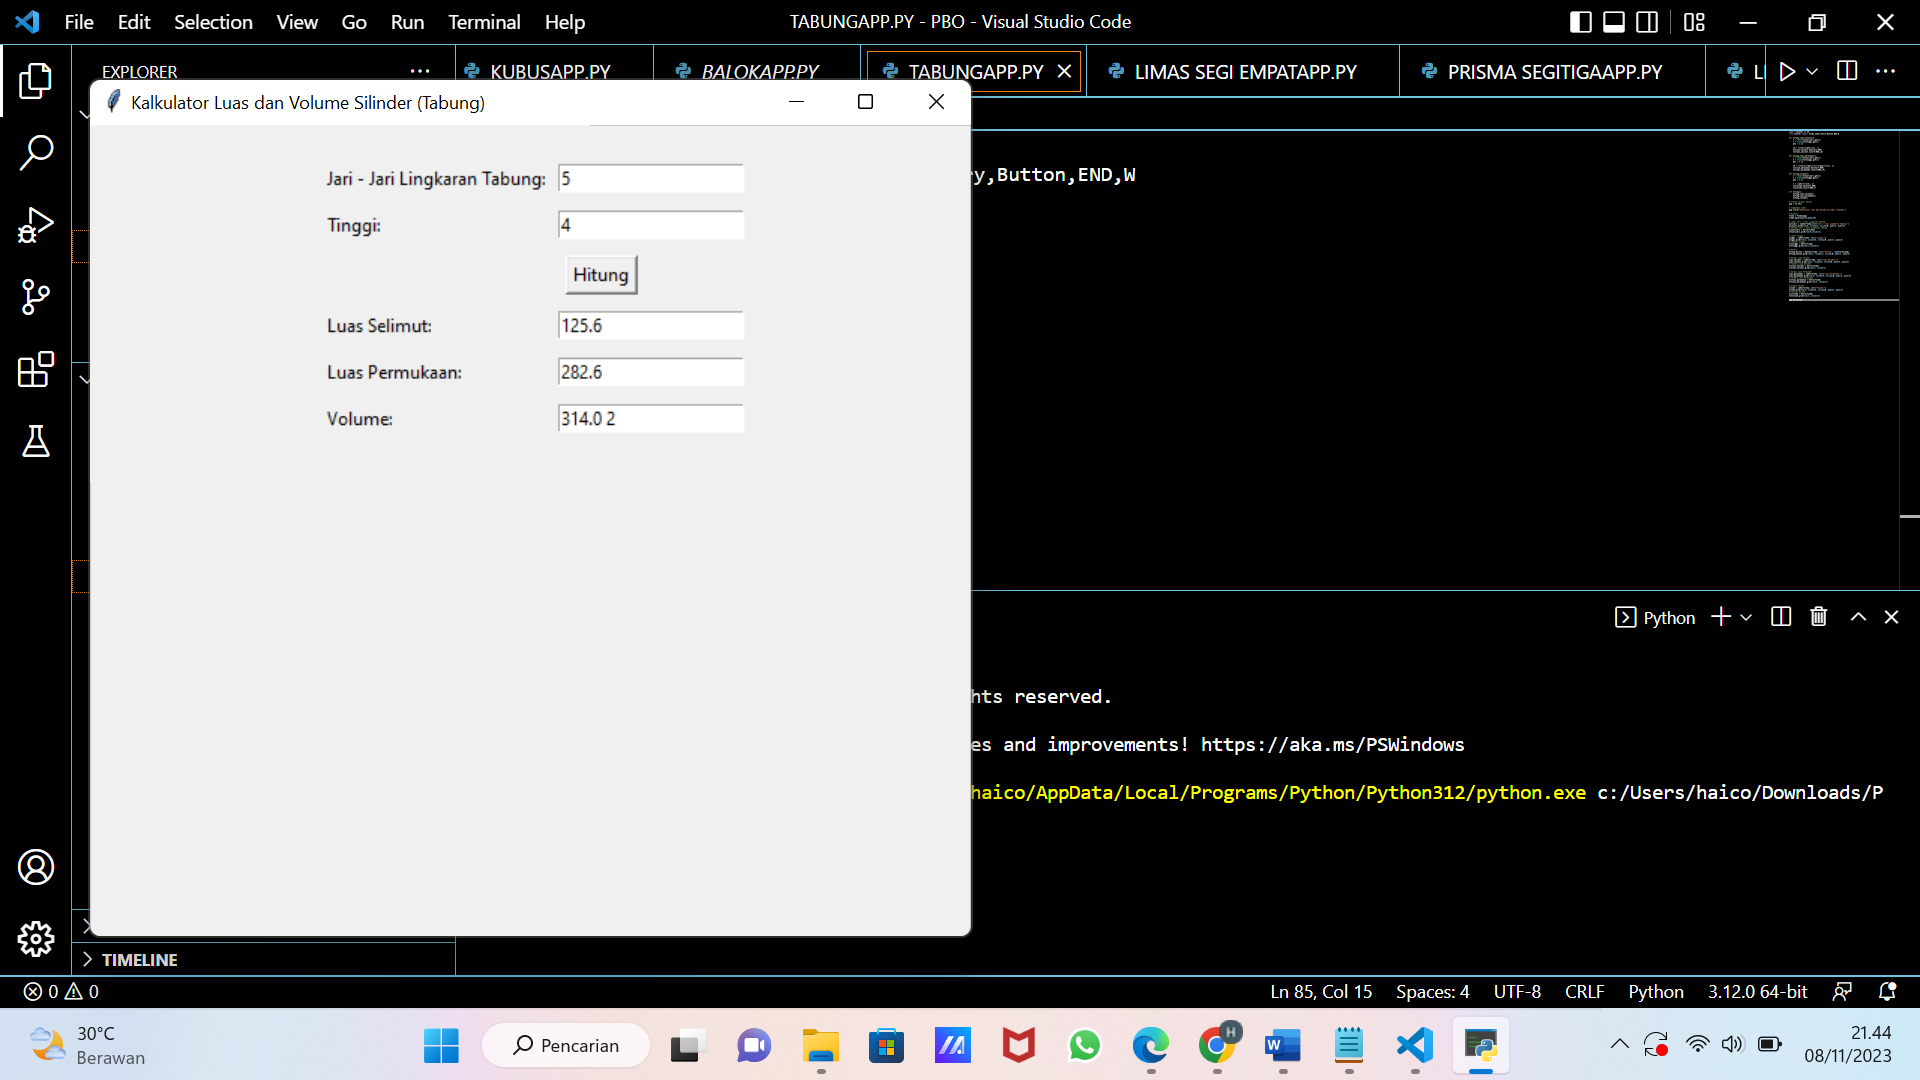 File Edit Selection View Go Run Terminal Help
TABUNGAPP.PY - PBO - Visual Studio Code
EXPLORER
KUBUSAPP.PY
BALOKAPP.PY
TABUNGAPP.PY
LIMAS SEGI EMPATAPP.PY
PRISMA SEGITIGAAPP.PY
Kalkulator Luas dan Volume Silinder (Tabung)
Jari - Jari Lingkaran Tabung: 5
Tinggi: 4
Hitung
Luas Selimut: 125.6
Luas Permukaan: 282.6
Volume: 314.0 2
y,Button,END,W
Python
hts reserved.
es and improvements! https://aka.ms/PSWindows
haico/AppData/Local/Programs/Python/Python312/python.exe c:/Users/haico/Downloads/P
TIMELINE
0 0
Ln 85, Col 15 Spaces: 4 UTF-8 CRLF Python 3.12.0 64-bit
30°C
Berawan
Pencarian
H
21.44
08/11/2023